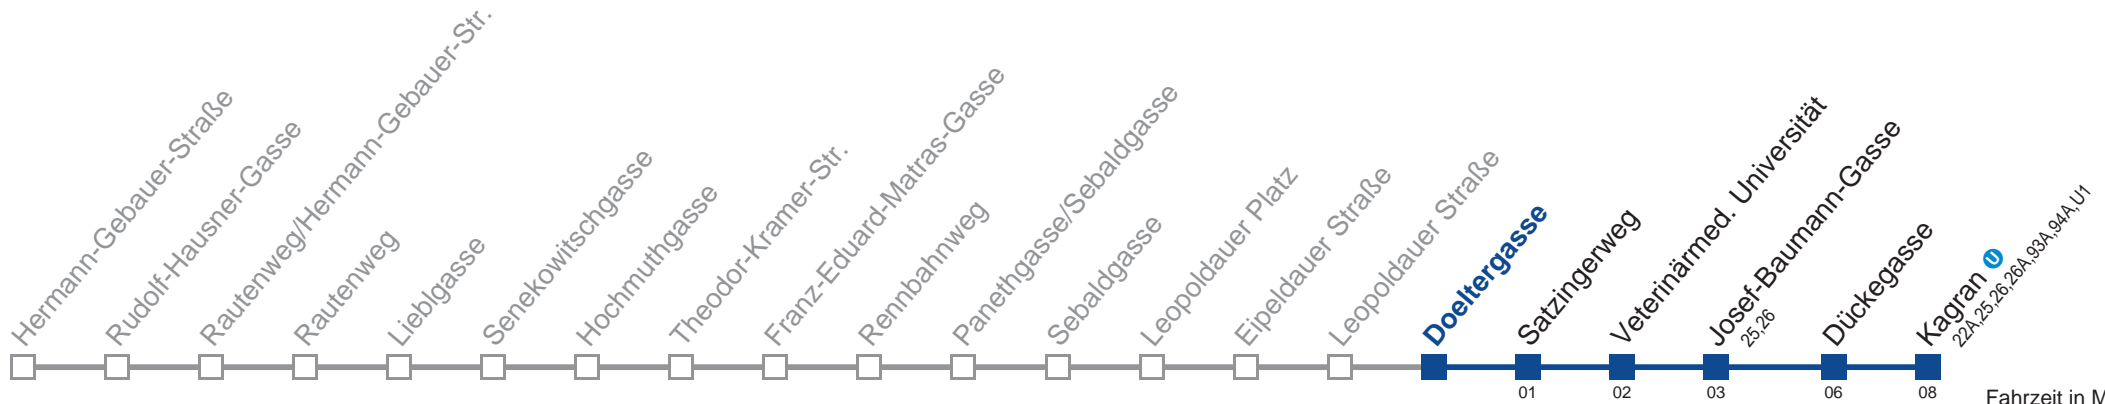 Hermann-Gebauer-Straße
Rudolf-Hausner-Gasse
Rautenweg/Hermann-Gebauer-Str.
Rautenweg
Lieblgasse
Senekowitschgasse
Hochmuthgasse
Theodor-Kramer-Str.
Franz-Eduard-Matras-Gasse
Rennbahnweg
Panethgasse/Sebaldgasse
Sebaldgasse
Leopoldauer Platz
Eipeldauer Straße
Leopoldauer Straße
Doeltergasse
Satzingerweg
Veterinärmed. Universität
Josef-Baumann-Gasse
25,26
Dückegasse
Kagran U
22A,25,26,26A,93A,94A,U1
01 02 03 06 08
Fahrzeit in M